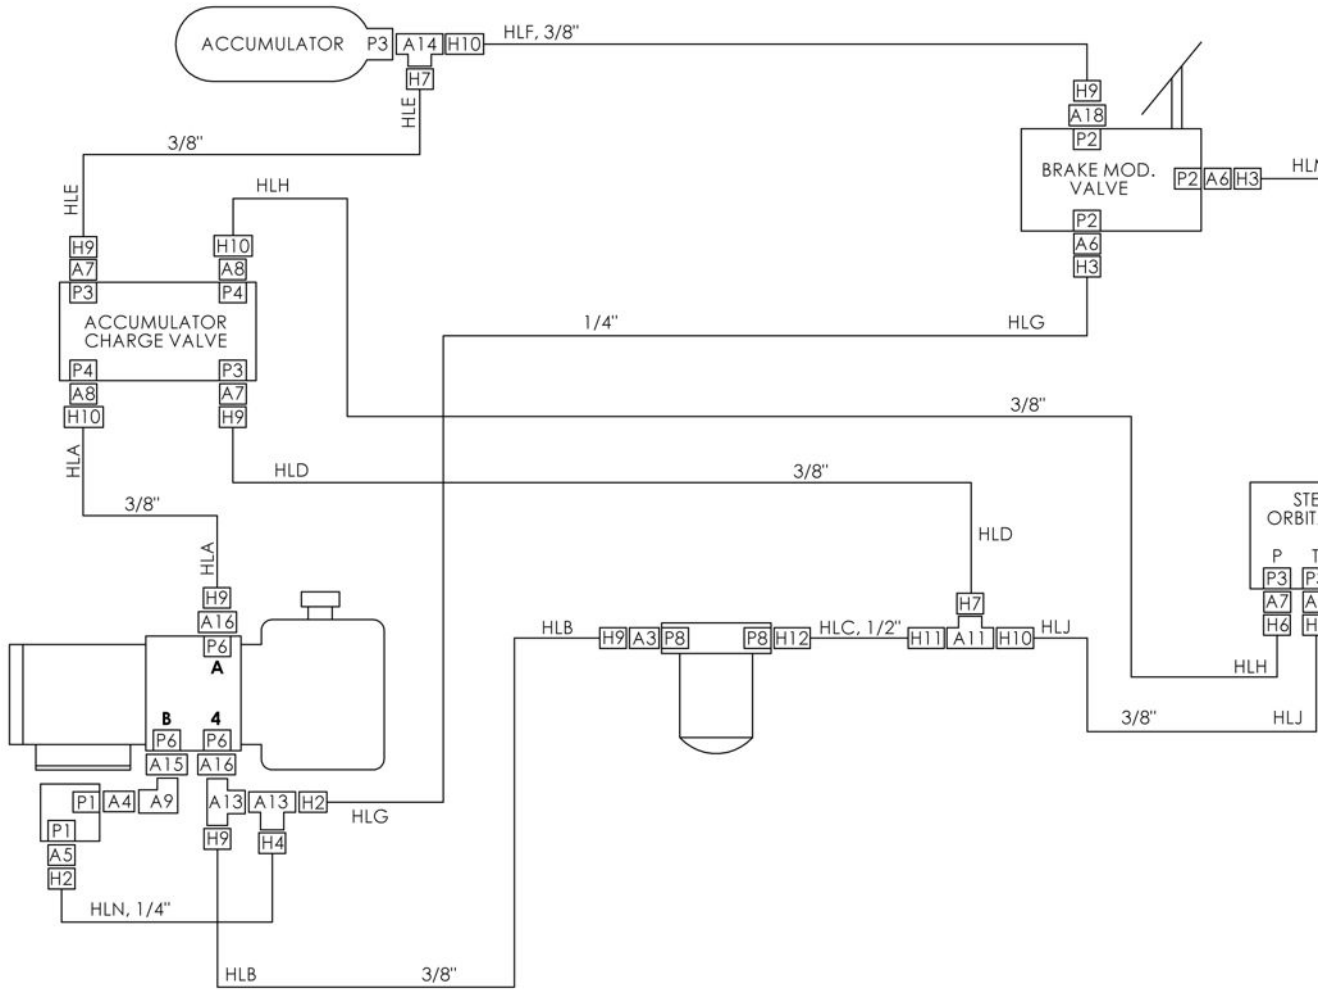 ACCUMULATOR P3 A14 H10 HLF, 3/8"
H7
HLE
3/8"
H9
A18
P2
BRAKE MOD.
VALVE
P2 A6 H3
P2
A6
H3
HLE
HLH
H9 H10
A7 A8
P3 P4
ACCUMULATOR
CHARGE VALVE
P4 P3
A8 A7
H10 H9
1/4" HLG
3/8"
HLA
HLD 3/8"
3/8"
HLD
HLA
P
P3
A7
H6
H9
A16
P6
A
H7
HLB H9 A3 P8 P8 H12 HLC, 1/2" H11 A11 H10 HLJ
HLH
3/8" HLJ
B 4
P6 P6
A15 A16
P1 A4 A9 A13 A13 H2
HLG
P1
A5
H2
H9 H4
HLN, 1/4"
HLB 3/8"